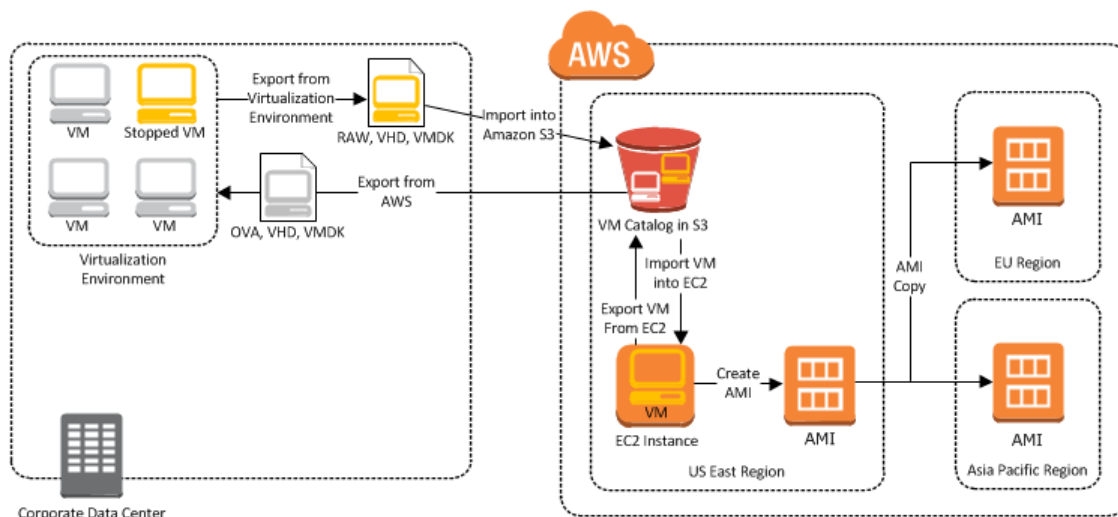 AWS
VM
Stopped VM
VM
VM
Virtualization
Environment
Export from
Virtualization
Environment
RAW, VHD, VMDK
Import into
Amazon S3
Export from
AWS
OVA, VHD, VMDK
VM Catalog in S3
Import VM
into EC2
Export VM
From EC2
VM
EC2 Instance
Create
AMI
AMI
US East Region
AMI
Copy
AMI
EU Region
AMI
Asia Pacific Region
Corporate Data Center